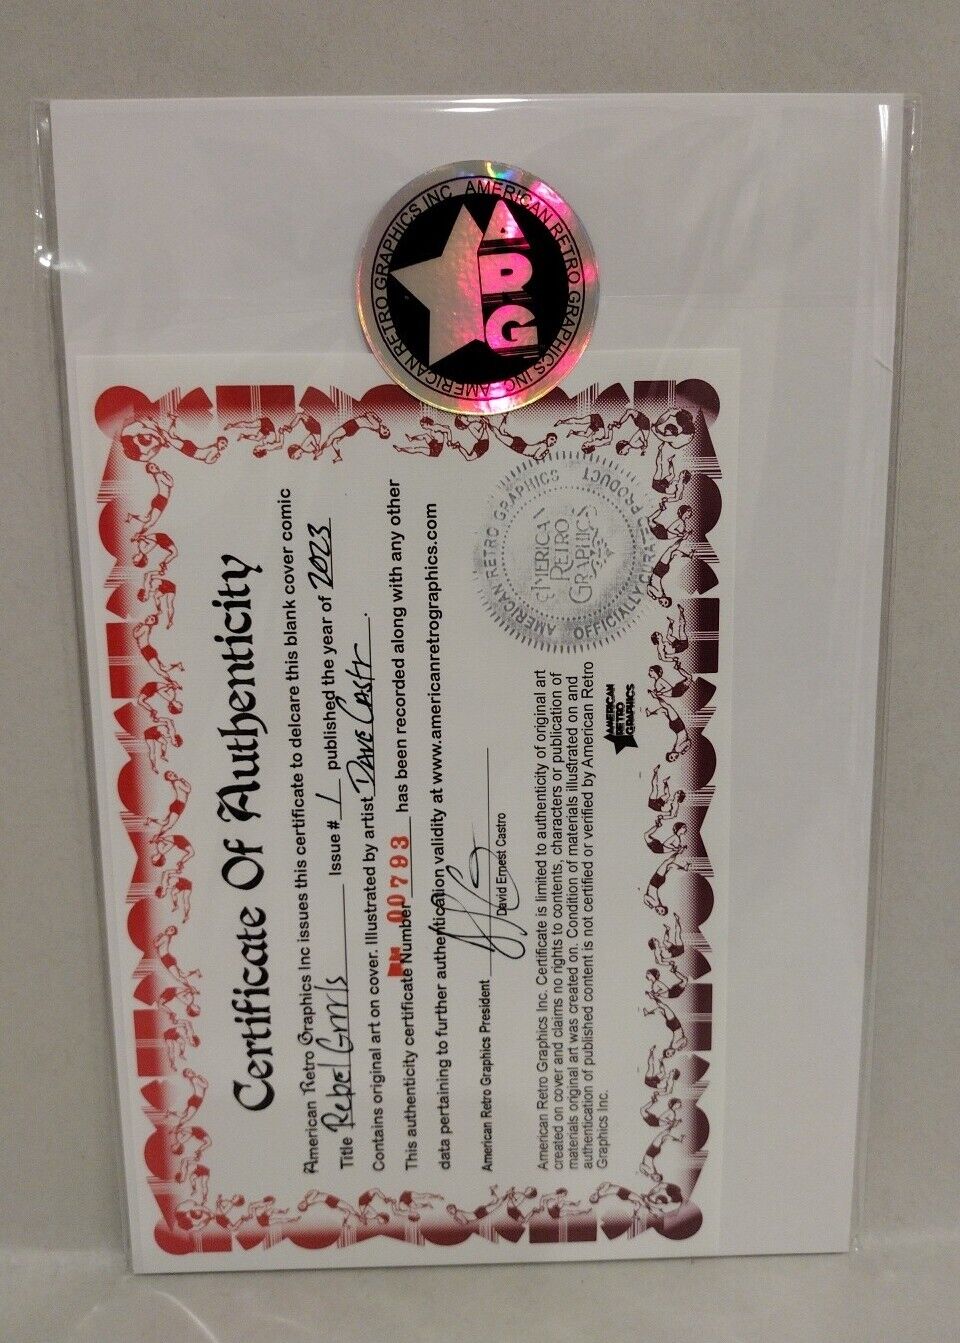 AMERICAN RETRO GRAPHICS INC AMERICAN RETRO GRAPHICS INC
ARG
Certificate Of Authenticity
American Retro Graphics Inc issues this certificate to delcare this blank cover comic
Title Rebel Grrrls Issue # 1 published the year of 2023
Contains original art on cover. Illustrated by artist Dave Castr.
This authenticity certificate Number 00793 has been recorded along with any other
data pertaining to further authentication validity at www.americanretrographics.com
American Retro Graphics President
David Ernest Castro
American Retro Graphics Inc. Certificate is limited to authenticity of original art
created on cover and claims no rights to contents, characters or publication of
materials original art was created on. Condition of materials illustrated on and
authentication of published content is not certified or verified by American Retro
Graphics Inc.
AMERICAN
RETRO
GRAPHICS
AMERICAN RETRO GRAPHICS
OFFICIALLY PRODUCT
AMERICAN
RETRO
GRAPHICS